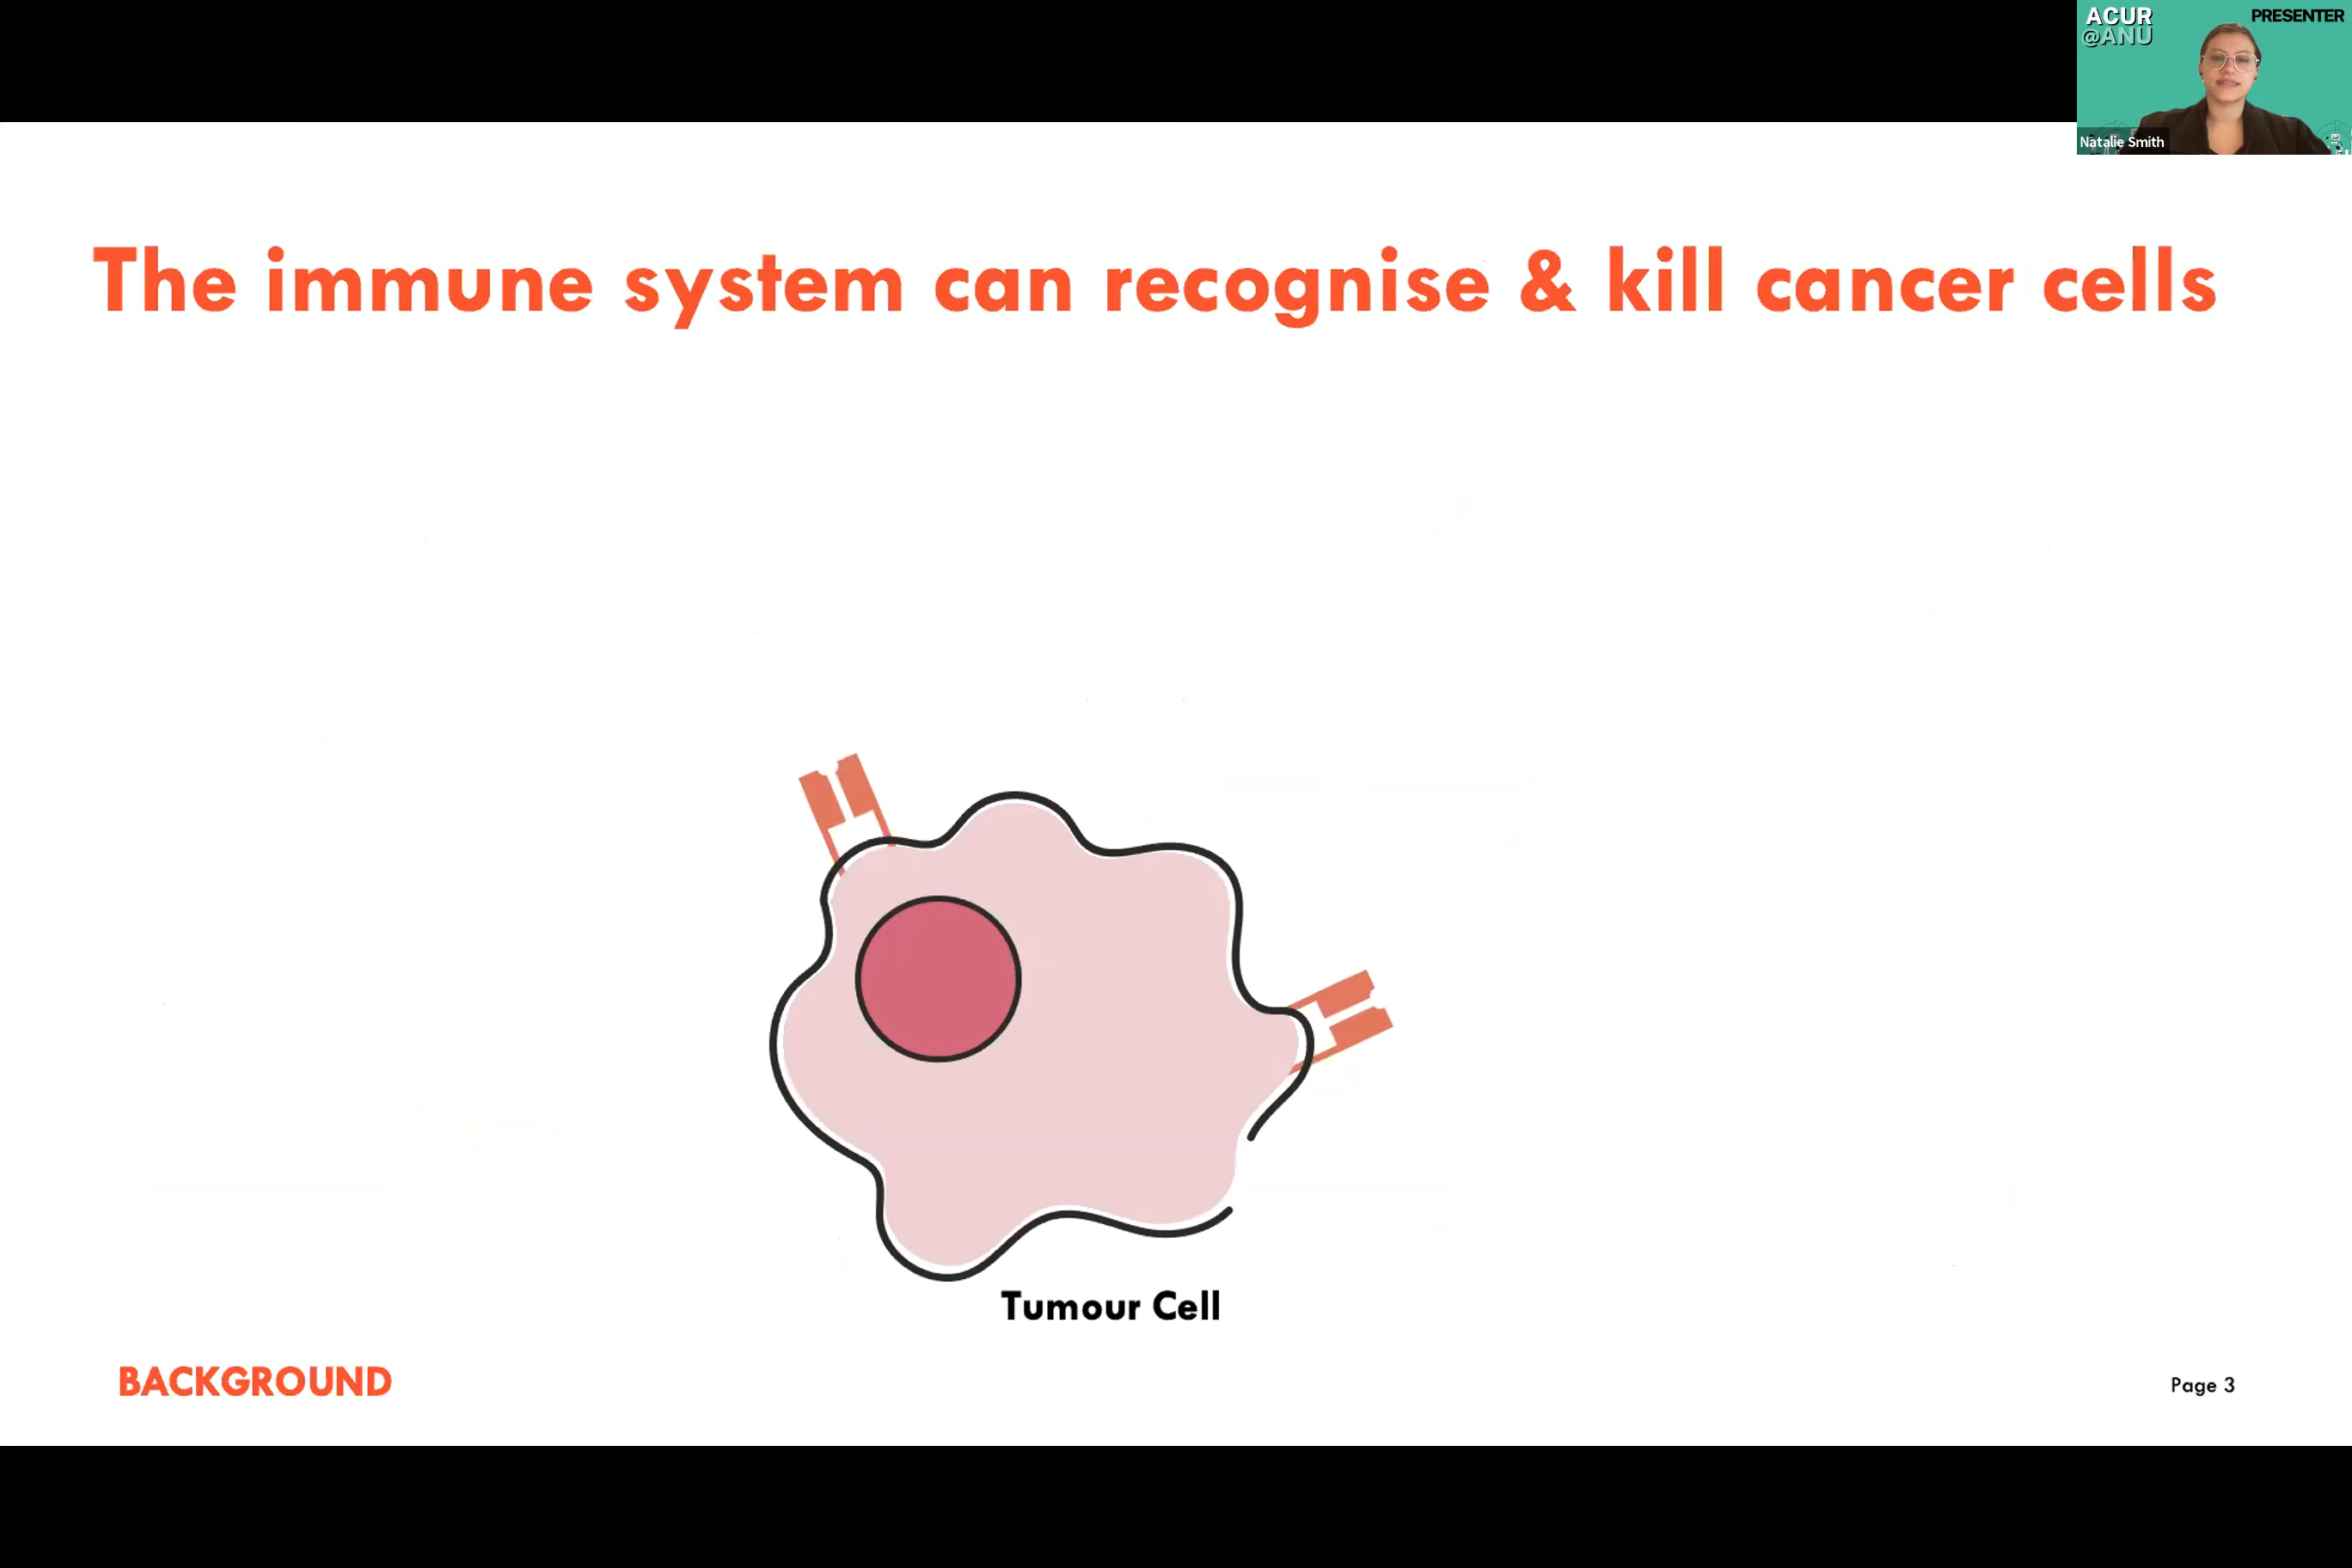 ACUR
@ANU
PRESENTER
Natalie Smith
The immune system can recognise & kill cancer cells
Tumour Cell
BACKGROUND
Page 3